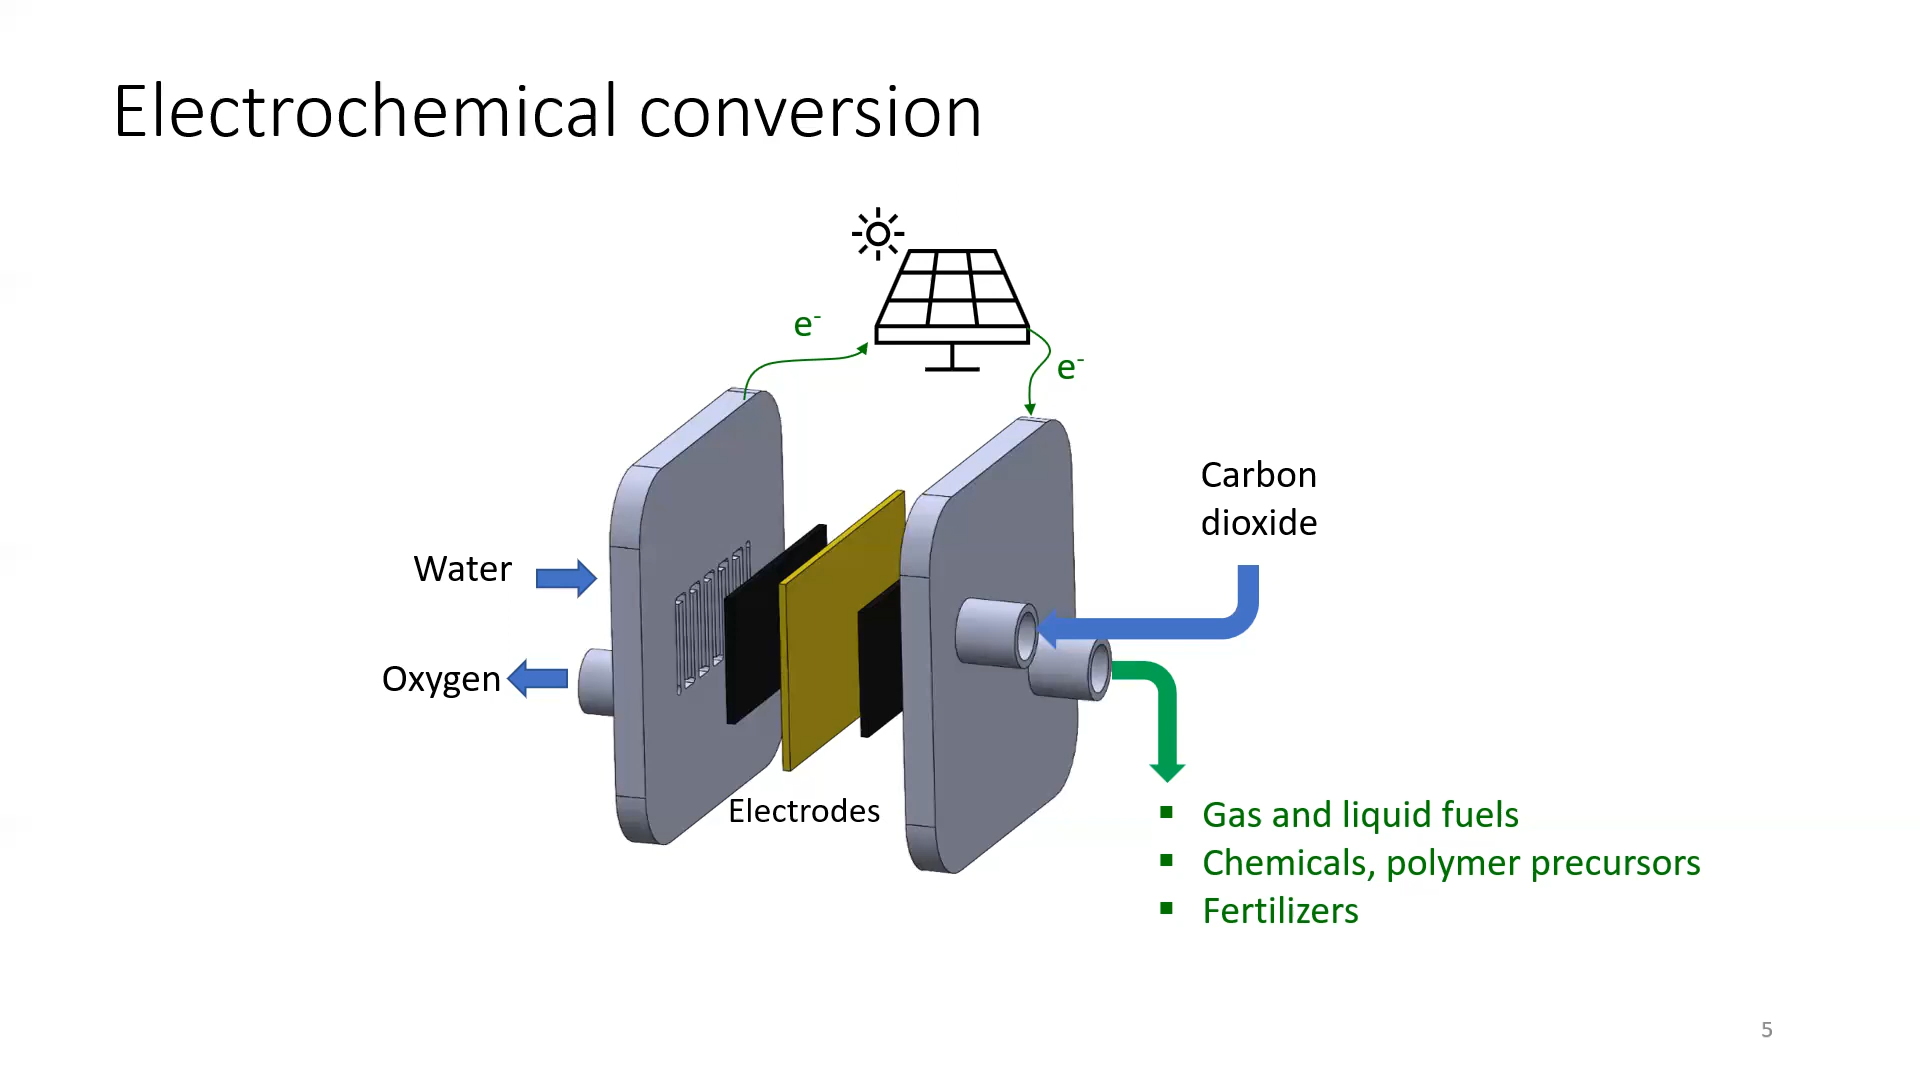 Electrochemical conversion
e-
e-
Carbon
dioxide
Water
Oxygen
Electrodes
▪ Gas and liquid fuels
▪ Chemicals, polymer precursors
▪ Fertilizers
5